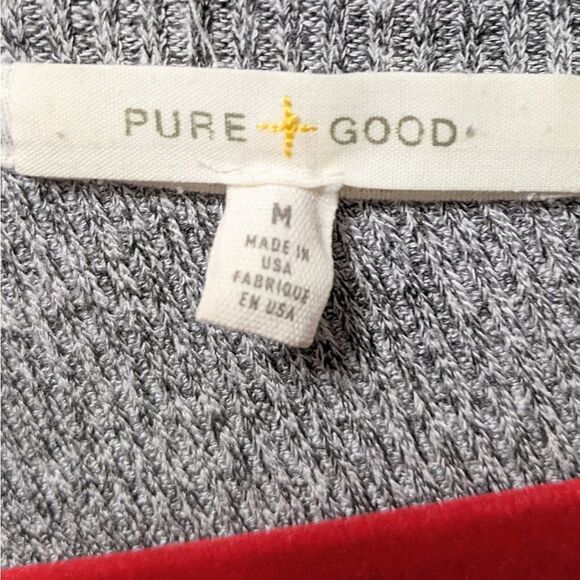 PURE + GOOD
M
MADE IN
USA
FABRIQUE
EN USA